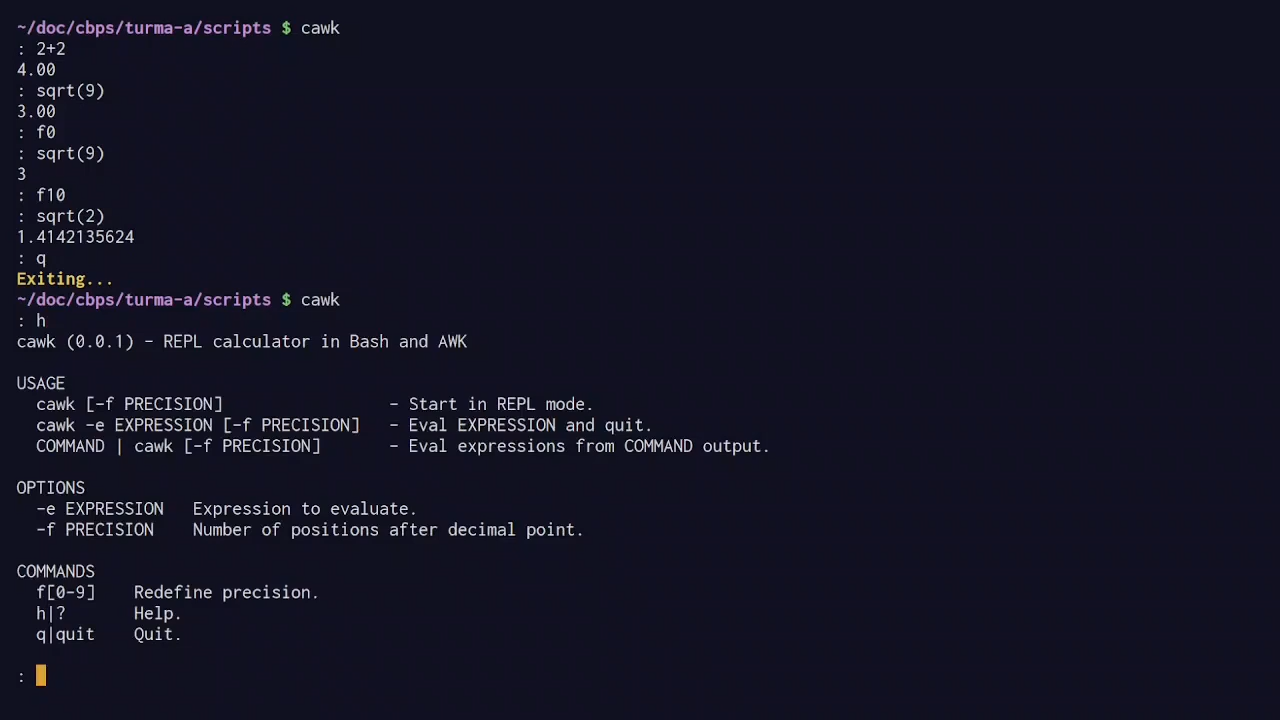 ~/doc/cbps/turma-a/scripts $ cawk
: 2+2
4.00
: sqrt(9)
3.00
: f0
: sqrt(9)
3
: f10
: sqrt(2)
1.4142135624
: q
Exiting...
~/doc/cbps/turma-a/scripts $ cawk
: h
cawk (0.0.1) - REPL calculator in Bash and AWK

USAGE
  cawk [-f PRECISION]                 - Start in REPL mode.
  cawk -e EXPRESSION [-f PRECISION]   - Eval EXPRESSION and quit.
  COMMAND | cawk [-f PRECISION]       - Eval expressions from COMMAND output.

OPTIONS
  -e EXPRESSION   Expression to evaluate.
  -f PRECISION    Number of positions after decimal point.

COMMANDS
  f[0-9]    Redefine precision.
  h|?       Help.
  q|quit    Quit.

: